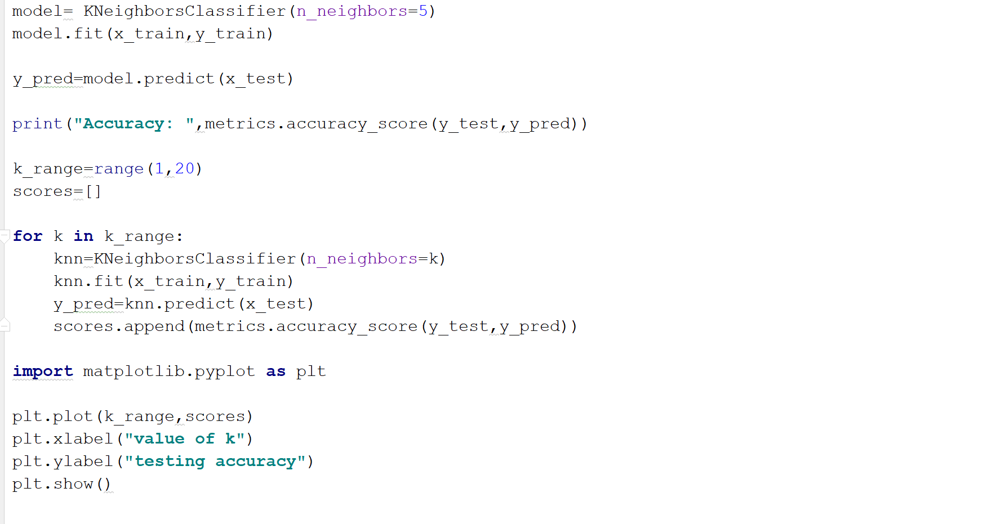 model= KNeighborsClassifier(n_neighbors=5)
model.fit(x_train,y_train)
y_pred=model.predict(x_test)
print("Accuracy: ",metrics.accuracy_score(y_test,y_pred))
k_range=range(1,20)
scores=[]
for k in k_range:
    knn=KNeighborsClassifier(n_neighbors=k)
    knn.fit(x_train,y_train)
    y_pred=knn.predict(x_test)
    scores.append(metrics.accuracy_score(y_test,y_pred))
import matplotlib.pyplot as plt
plt.plot(k_range,scores)
plt.xlabel("value of k")
plt.ylabel("testing accuracy")
plt.show()